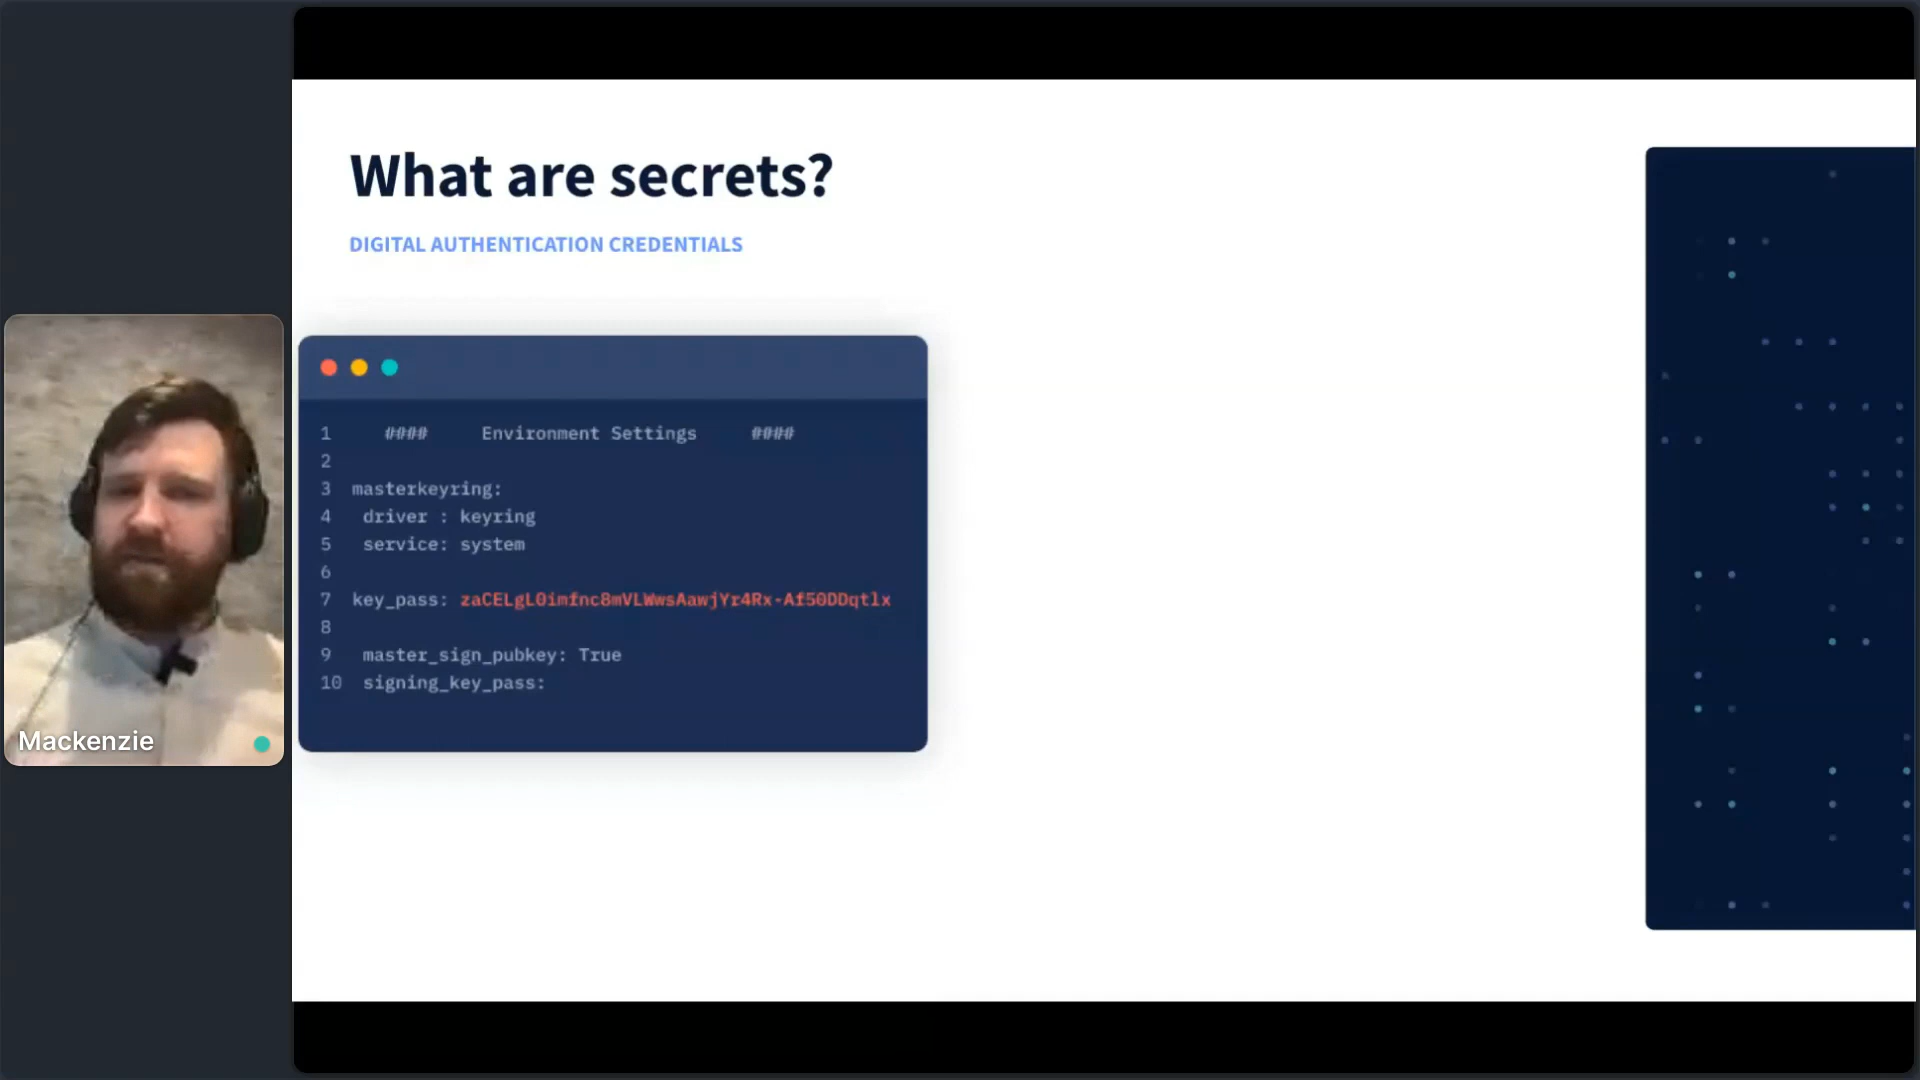 What are secrets?
DIGITAL AUTHENTICATION CREDENTIALS
1 #### Environment Settings ####
2
3 masterkeyring:
4 driver : keyring
5 service: system
6
7 key_pass: zaCELgL0imfnc8mVLWwsAawjYr4Rx-Af50DDqtlx
8
9 master_sign_pubkey: True
10 signing_key_pass:
Mackenzie